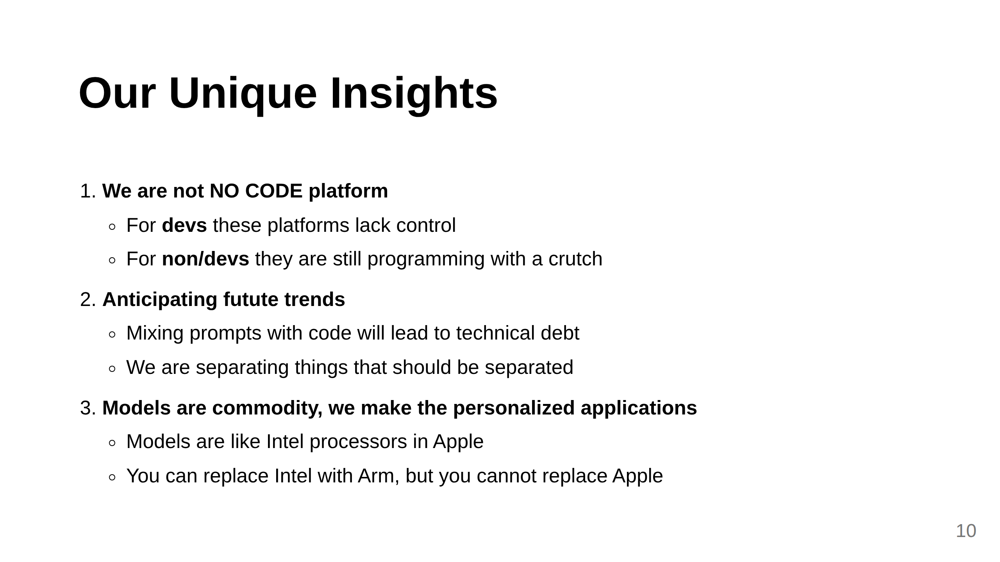 Our Unique Insights
1. We are not NO CODE platform
○ For devs these platforms lack control
○ For non/devs they are still programming with a crutch
2. Anticipating futute trends
○ Mixing prompts with code will lead to technical debt
○ We are separating things that should be separated
3. Models are commodity, we make the personalized applications
○ Models are like Intel processors in Apple
○ You can replace Intel with Arm, but you cannot replace Apple
10